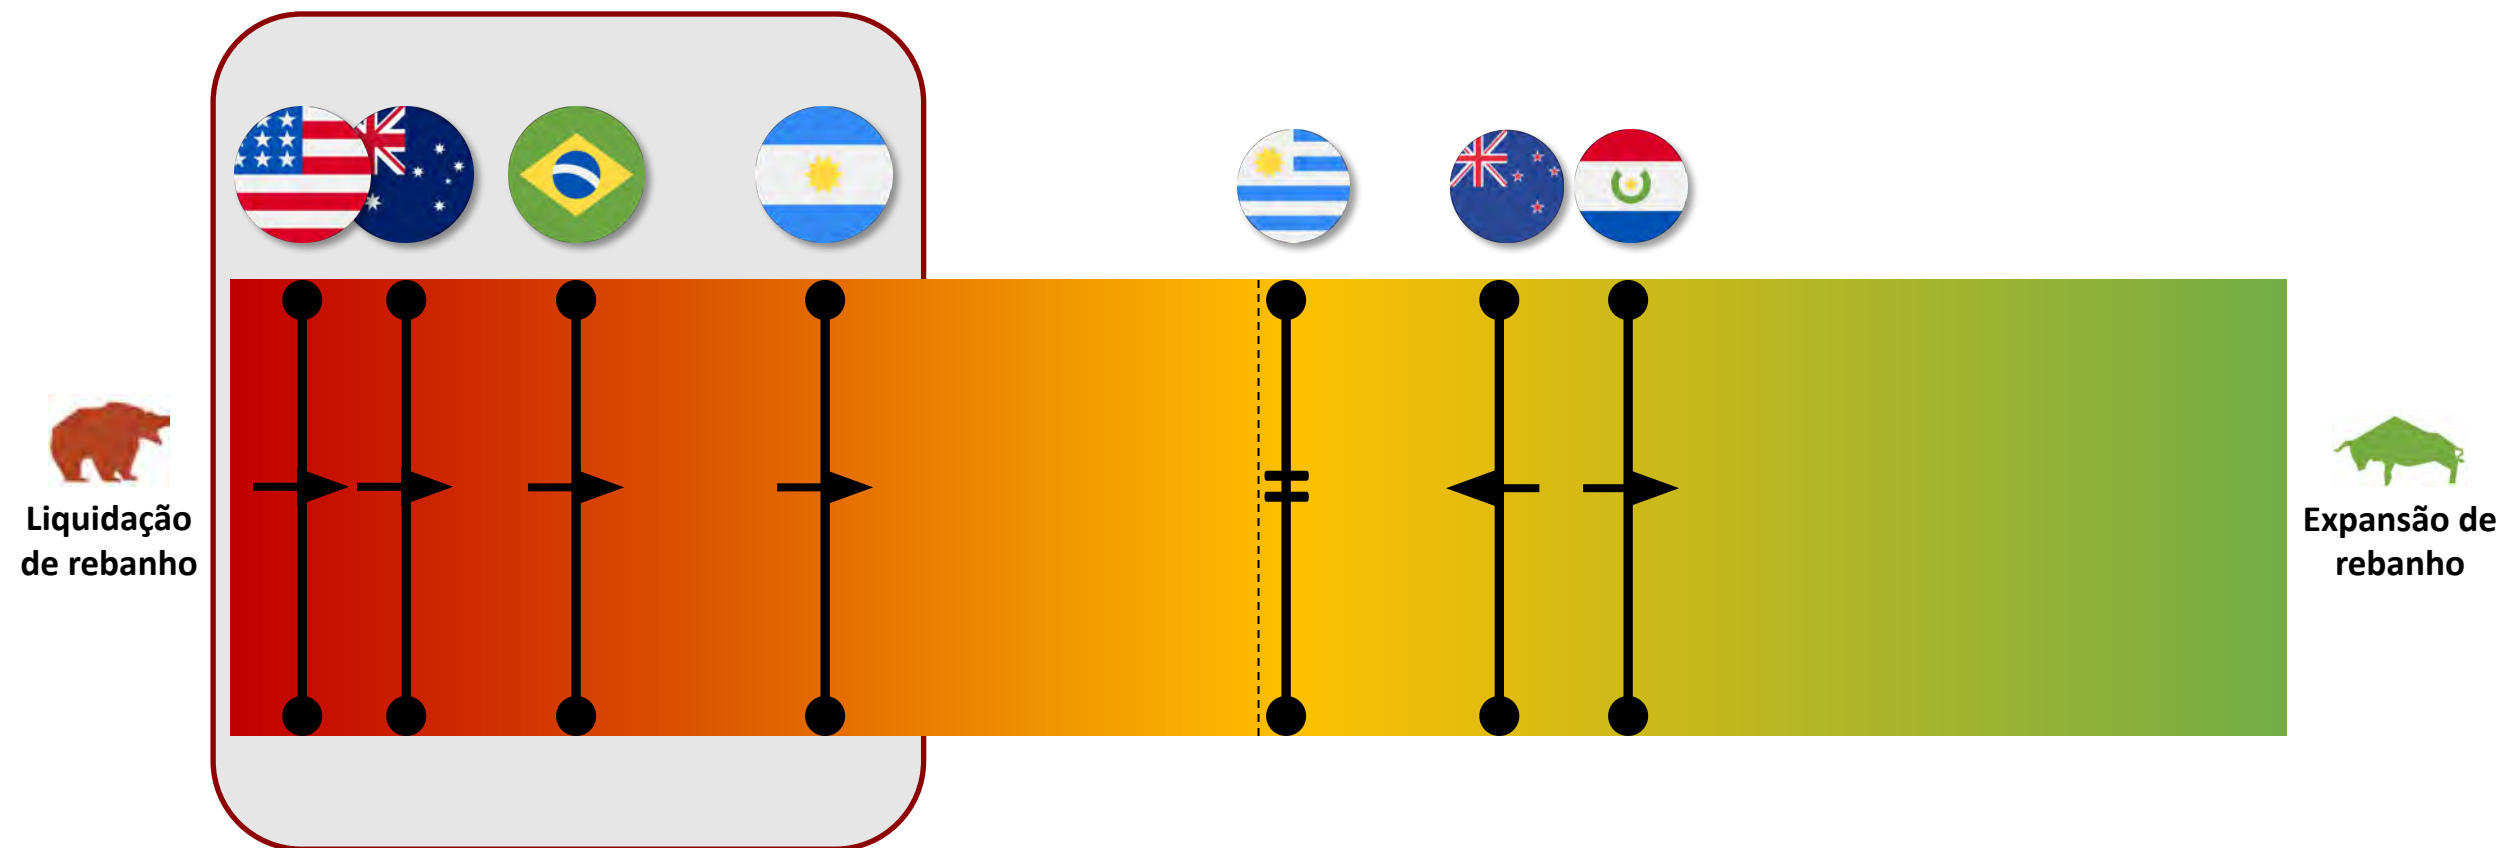 Liquidação
de rebanho
Expansão de
rebanho